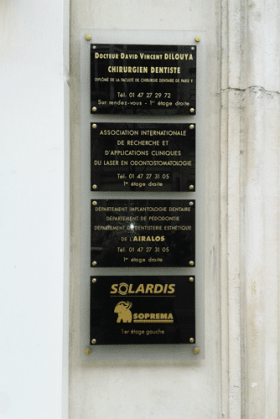 DOCTEUR DAVID VINCENT DILOUYA
CHIRURGIEN DENTISTE
DIPLÔMÉ DE LA FACULTÉ DE CHIRURGIE DENTAIRE DE PARIS V
Tél. 01 47 27 29 72
Sur rendez-vous - 1er étage droite
ASSOCIATION INTERNATIONALE
DE RECHERCHE ET
D'APPLICATIONS CLINIQUES
DU LASER EN ODONTOSTOMATOLOGIE
Tél. 01 47 27 31 05
1er étage droite
DÉPARTEMENT IMPLANTOLOGIE DENTAIRE
DÉPARTEMENT DE PÉDODONTIE
DÉPARTEMENT DE DENTISTERIE ESTHÉTIQUE
DE L'AIRALOS
Tél. 01 47 27 31 05
1er étage droite
SOLARDIS
SOPREMA
1er étage gauche